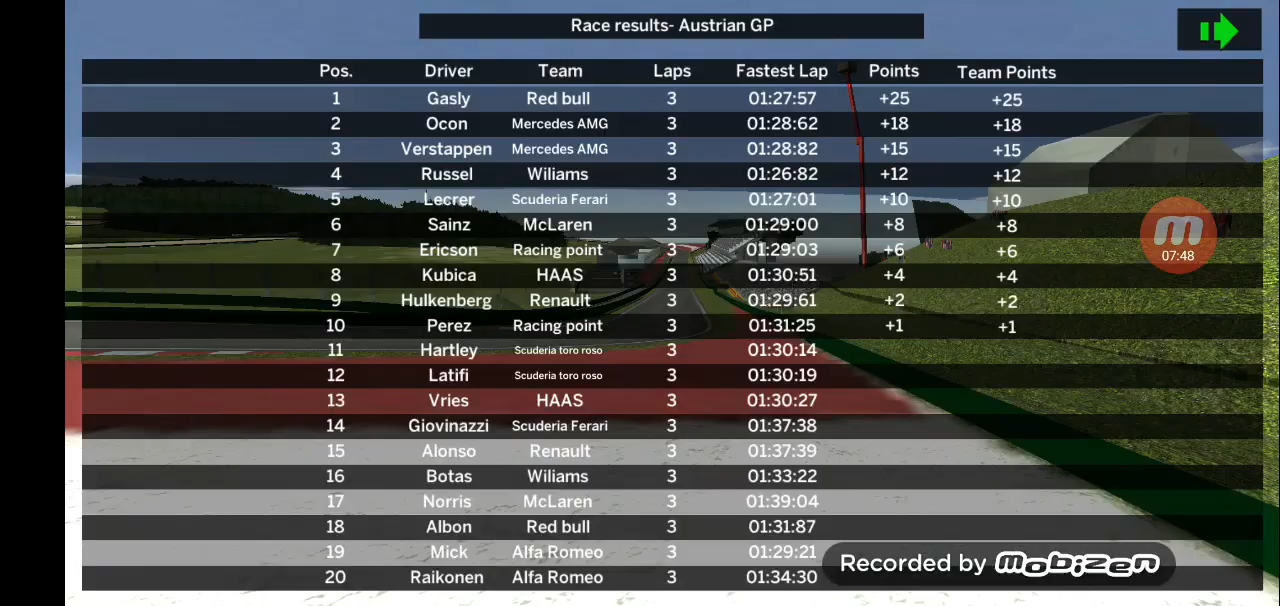 Race results- Austrian GP
Pos. Driver Team Laps Fastest Lap Points Team Points
1 Gasly Red bull 3 01:27:57 +25 +25
2 Ocon Mercedes AMG 3 01:28:62 +18 +18
3 Verstappen Mercedes AMG 3 01:28:82 +15 +15
4 Russel Wiliams 3 01:26:82 +12 +12
5 Lecrer Scuderia Ferari 3 01:27:01 +10 +10
6 Sainz McLaren 3 01:29:00 +8 +8
7 Ericson Racing point 3 01:29:03 +6 +6
8 Kubica HAAS 3 01:30:51 +4 +4
9 Hulkenberg Renault 3 01:29:61 +2 +2
10 Perez Racing point 3 01:31:25 +1 +1
11 Hartley Scuderia toro roso 3 01:30:14
12 Latifi Scuderia toro roso 3 01:30:19
13 Vries HAAS 3 01:30:27
14 Giovinazzi Scuderia Ferari 3 01:37:38
15 Alonso Renault 3 01:37:39
16 Botas Wiliams 3 01:33:22
17 Norris McLaren 3 01:39:04
18 Albon Red bull 3 01:31:87
19 Mick Alfa Romeo 3 01:29:21
20 Raikonen Alfa Romeo 3 01:34:30
m
07:48
Recorded by mobizen